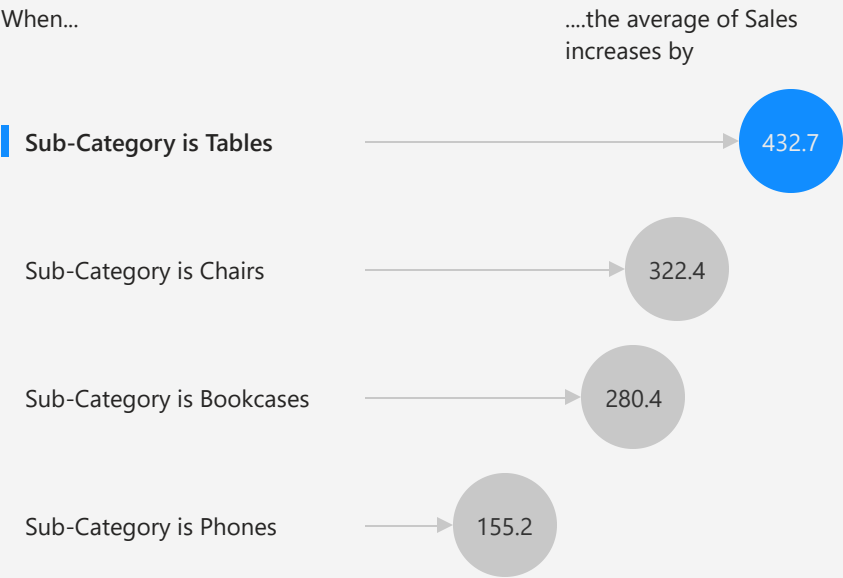 When...
....the average of Sales
increases by
Sub-Category is Tables
432.7
Sub-Category is Chairs
322.4
Sub-Category is Bookcases
280.4
Sub-Category is Phones
155.2